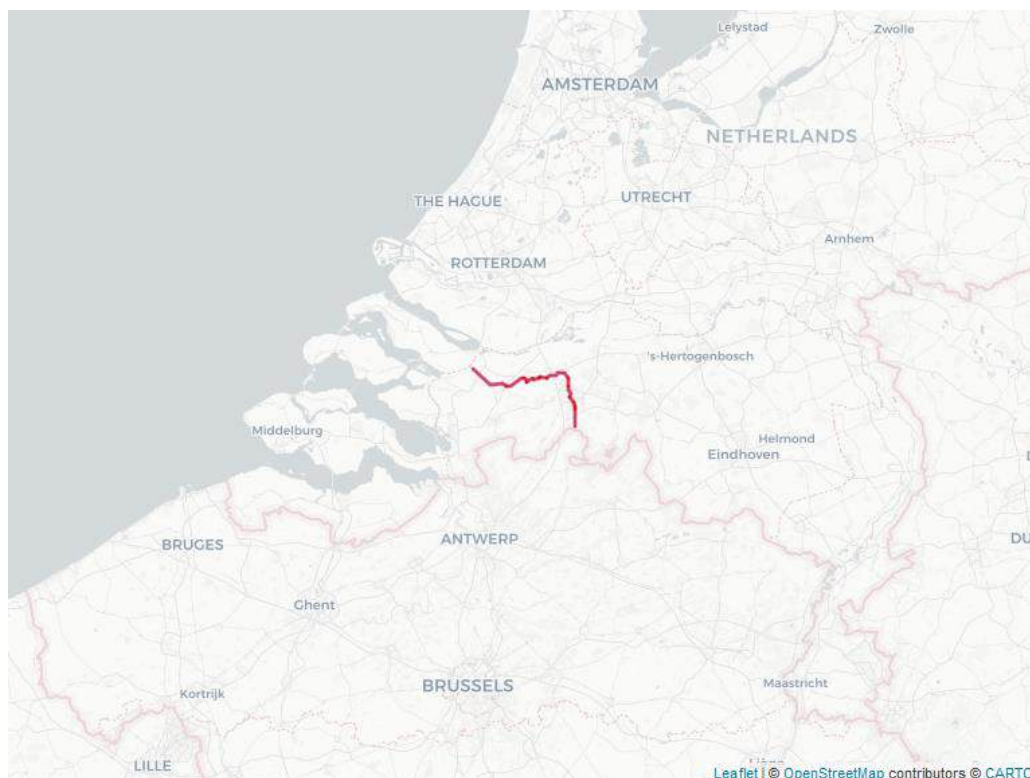 Lelystad
Zwolle
AMSTERDAM
NETHERLANDS
THE HAGUE
UTRECHT
Arnhem
ROTTERDAM
's-Hertogenbosch
Middelburg
Helmond
Eindhoven
BRUGES
ANTWERP
DU
Ghent
BRUSSELS
Maastricht
Kortrijk
LILLE
Leaflet | © OpenStreetMap contributors © CARTO